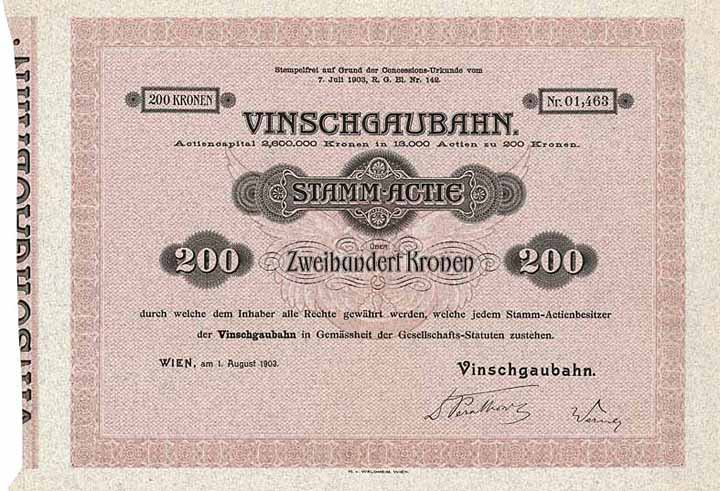 VINSCHGAUBAHN.
Stempelfrei auf Grund der Concessions-Urkunde vom
7. Juli 1903, R. G. Bl. Nr. 142.
200 KRONEN
Nr. 01,463
VINSCHGAUBAHN.
Actiencapital 2,600.000 Kronen in 13.000 Actien zu 200 Kronen.
STAMM-ACTIE
ÜBER
200 Zweihundert Kronen 200
durch welche dem Inhaber alle Rechte gewährt werden, welche jedem Stamm-Actienbesitzer
der Vinschgaubahn in Gemässheit der Gesellschafts-Statuten zustehen.
WIEN, am 1. August 1903.
Vinschgaubahn.
H. v. WALDHEIM, WIEN.